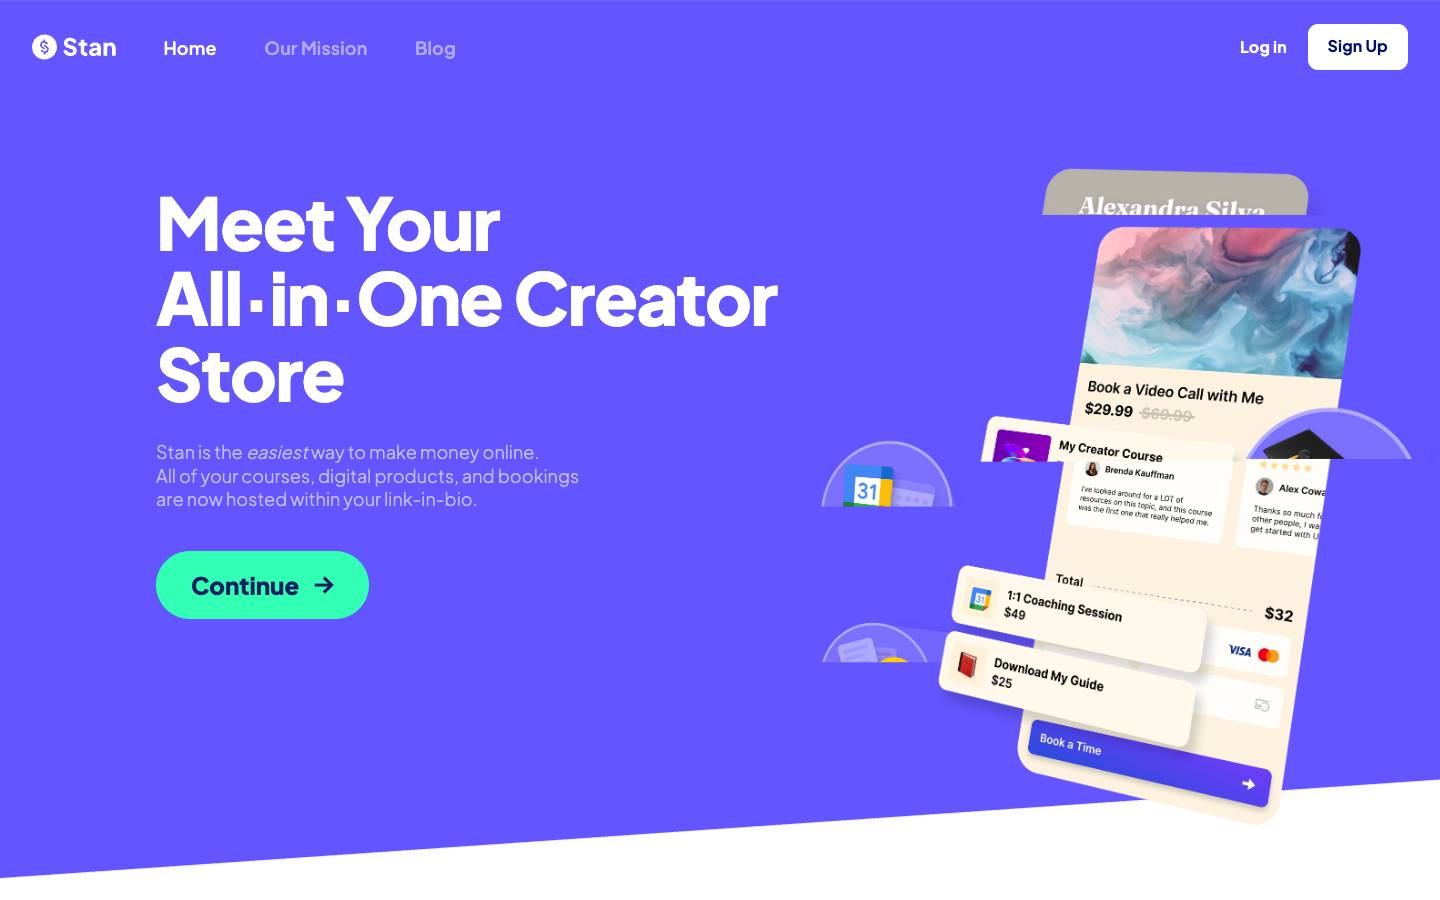 Stan
Home
Our Mission
Blog
Log in
Sign Up
Meet Your
All·in·One Creator
Store
Stan is the easiest way to make money online.
All of your courses, digital products, and bookings
are now hosted within your link-in-bio.
Continue
Alexandra Silva
Book a Video Call with Me
$29.99 $69.99
My Creator Course
Brenda Kauffman
I've looked around for a LOT of
resources on this topic, and this course
was the first one that really helped me.
Alex Cowa
Thanks so much f
other people, I wa
get started with U
31
Total
$32
31
1:1 Coaching Session
$49
VISA
Download My Guide
$25
Book a Time